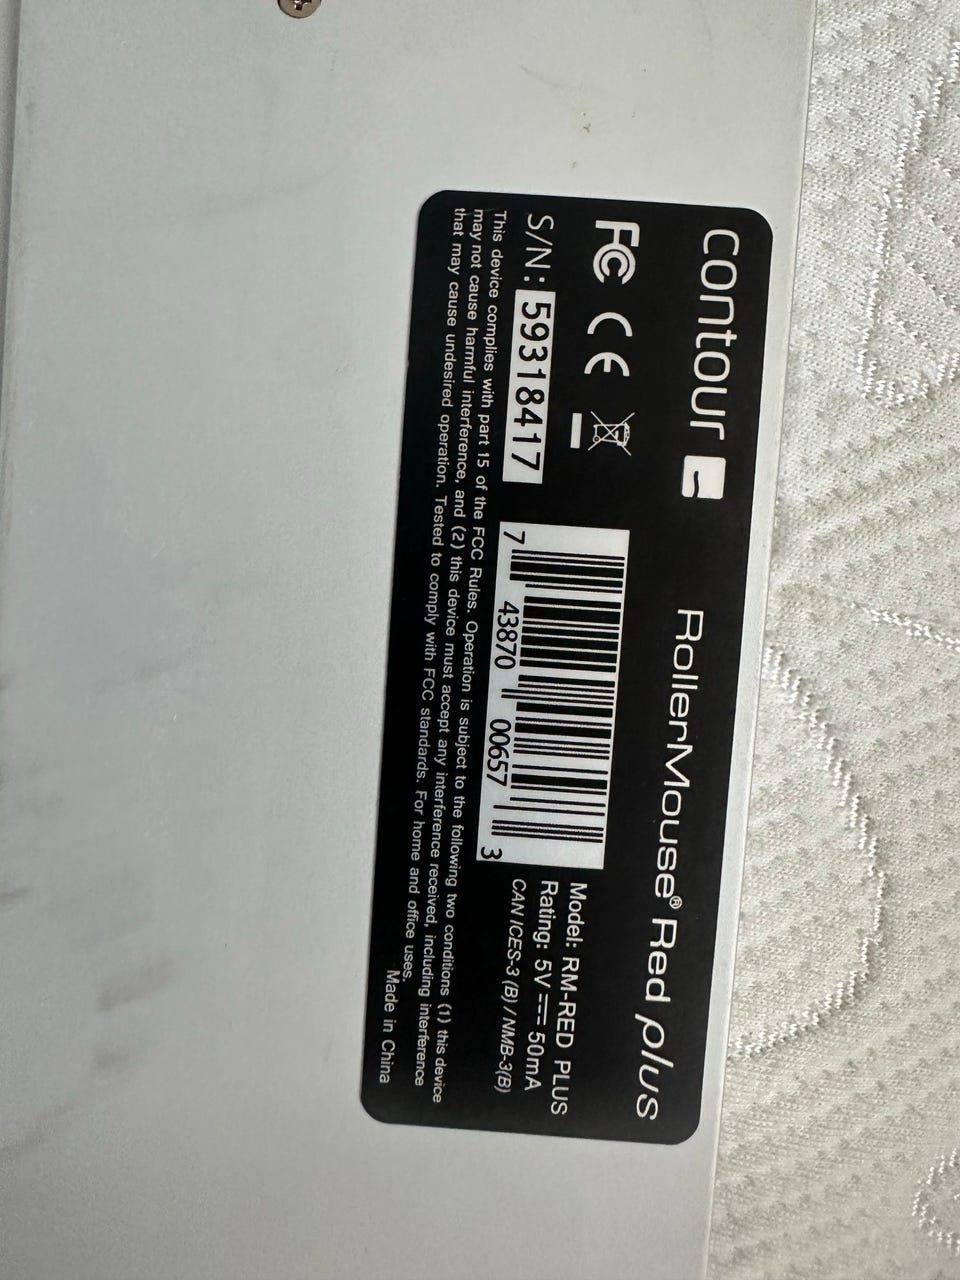 contour
RollerMouse® Red plus
FC CE
S/N: 59318417
7 43870 00657 3
Model: RM-RED PLUS
Rating: 5V ⎓ 50mA
CAN ICES-3 (B) / NMB-3(B)
This device complies with part 15 of the FCC Rules. Operation is subject to the following two conditions (1) this device
may not cause harmful interference, and (2) this device must accept any interference received, including interference
that may cause undesired operation. Tested to comply with FCC standards. For home and office uses.
Made in China